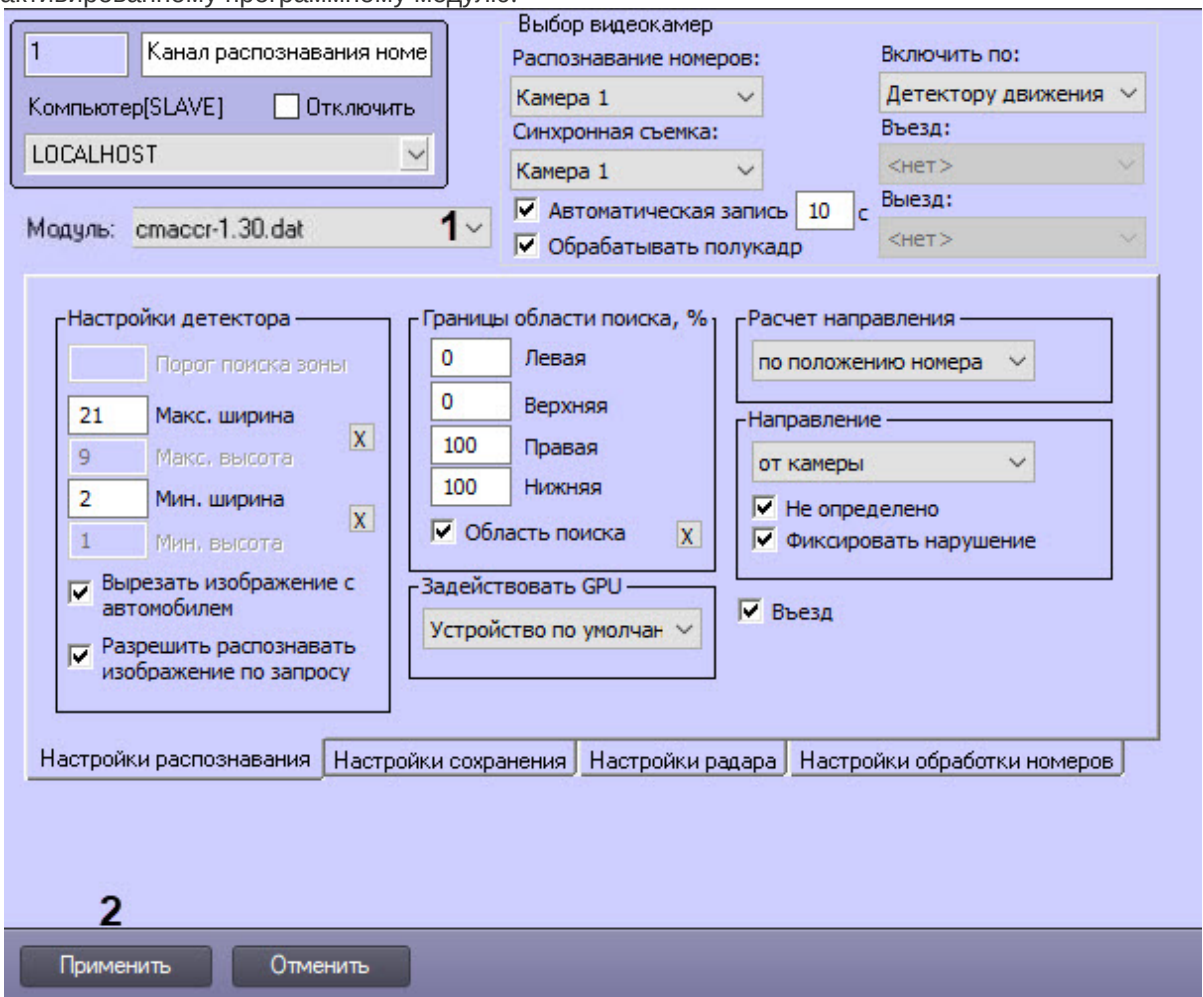 активированному программному модулю.
1
Канал распознавания номе
Компьютер[SLAVE]
Отключить
LOCALHOST
Модуль:
cmaccr-1.30.dat
1
Выбор видеокамер
Распознавание номеров:
Камера 1
Синхронная съемка:
Камера 1
Автоматическая запись 10 с
Обрабатывать полукадр
Включить по:
Детектору движения
Въезд:
<нет>
Выезд:
<нет>
Настройки детектора
Порог поиска зоны
21 Макс. ширина
X
9 Макс. высота
2 Мин. ширина
X
1 Мин. высота
Вырезать изображение с
автомобилем
Разрешить распознавать
изображение по запросу
Границы области поиска, %
0 Левая
0 Верхняя
100 Правая
100 Нижняя
Область поиска X
Задействовать GPU
Устройство по умолчан
Расчет направления
по положению номера
Направление
от камеры
Не определено
Фиксировать нарушение
Въезд
Настройки распознавания
Настройки сохранения
Настройки радара
Настройки обработки номеров
2
Применить
Отменить